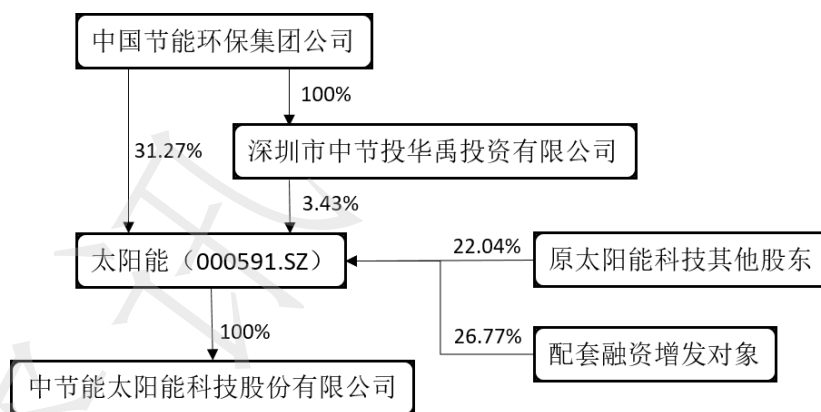 中国节能环保集团公司
100%
31.27%
深圳市中节投华禹投资有限公司
3.43%
太阳能（000591.SZ）
22.04%
原太阳能科技其他股东
100%
26.77%
配套融资增发对象
中节能太阳能科技股份有限公司